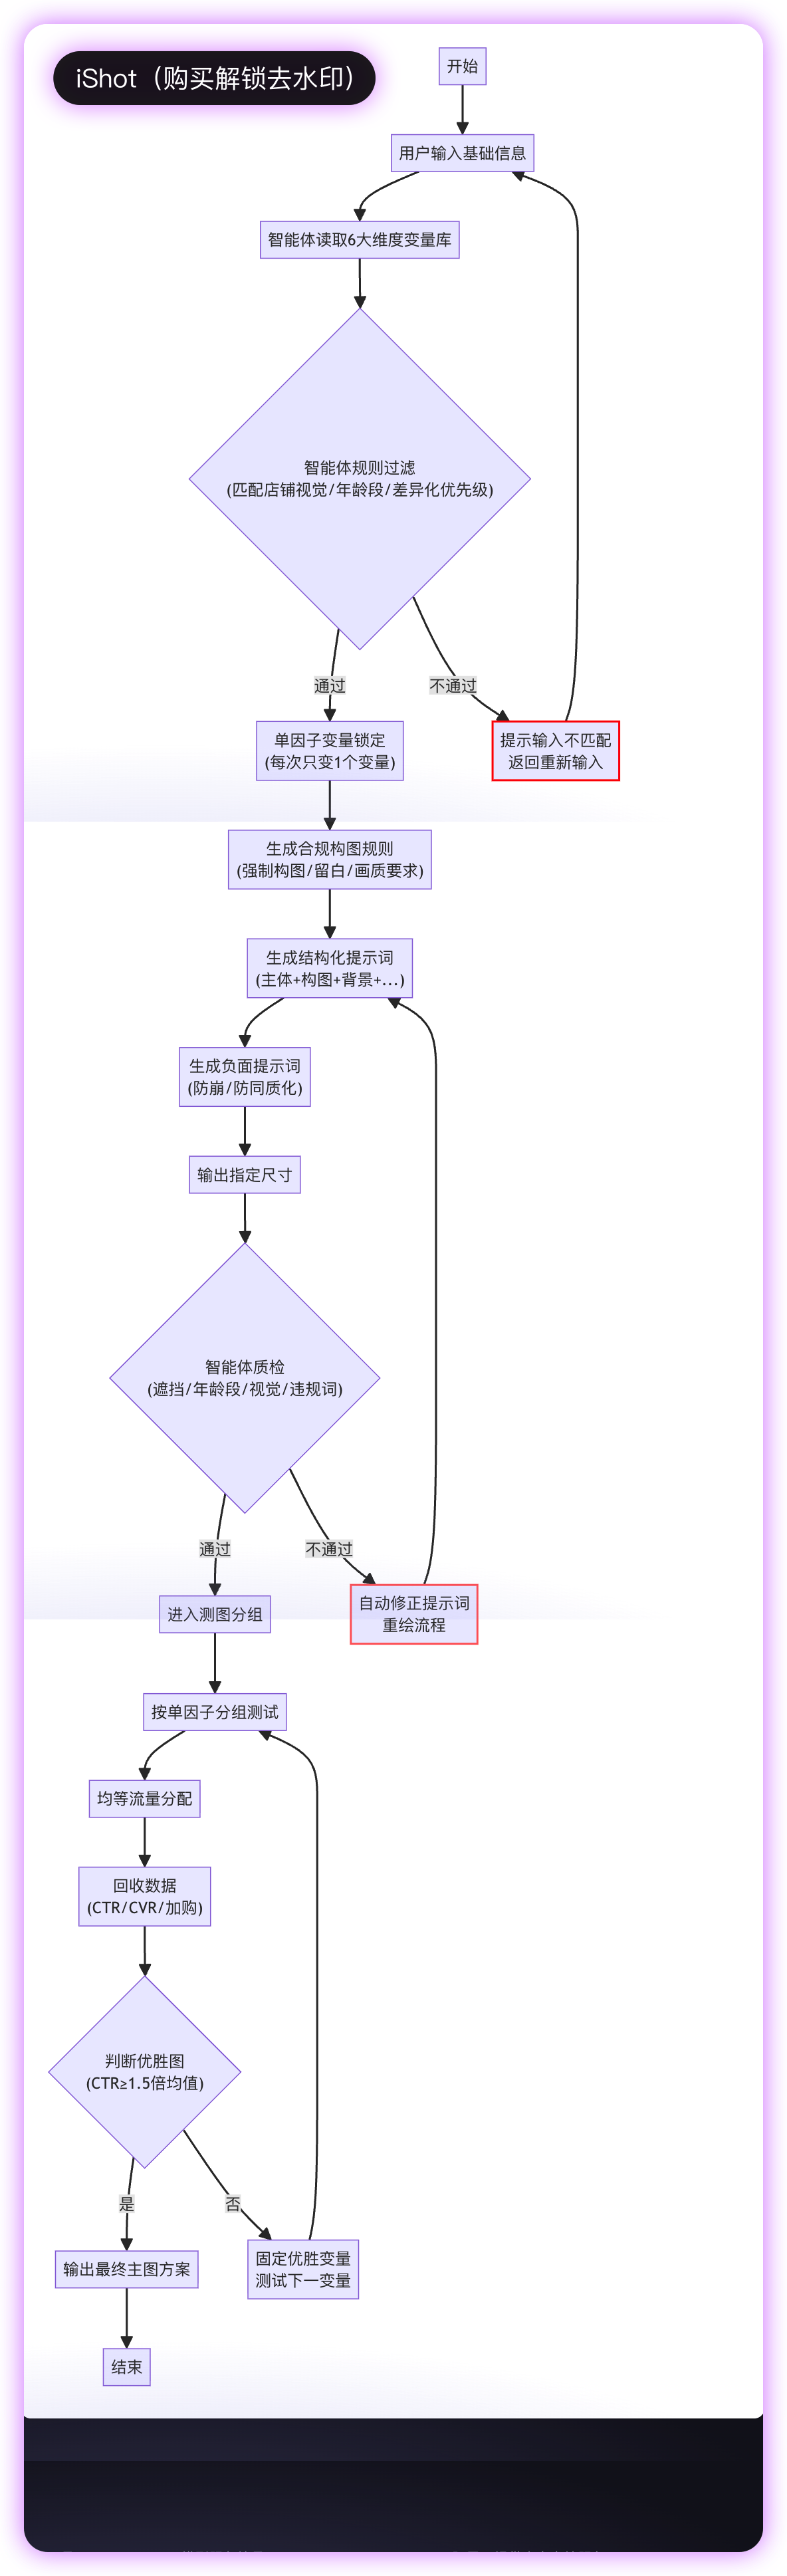 iShot（购买解锁去水印）
开始
用户输入基础信息
智能体读取6大维度变量库
智能体规则过滤
(匹配店铺视觉/年龄段/差异化优先级)
通过
不通过
单因子变量锁定
(每次只变1个变量)
提示输入不匹配
返回重新输入
生成合规构图规则
(强制构图/留白/画质要求)
生成结构化提示词
(主体+构图+背景+...)
生成负面提示词
(防崩/防同质化)
输出指定尺寸
智能体质检
(遮挡/年龄段/视觉/违规词)
通过
不通过
进入测图分组
自动修正提示词
重绘流程
按单因子分组测试
均等流量分配
回收数据
(CTR/CVR/加购)
判断优胜图
(CTR≥1.5倍均值)
是
否
输出最终主图方案
固定优胜变量
测试下一变量
结束